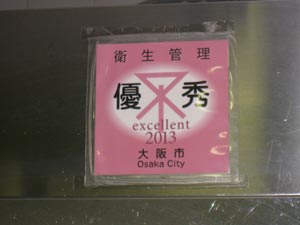 衛生管理
優秀
excellent
2013
大阪市
Osaka City